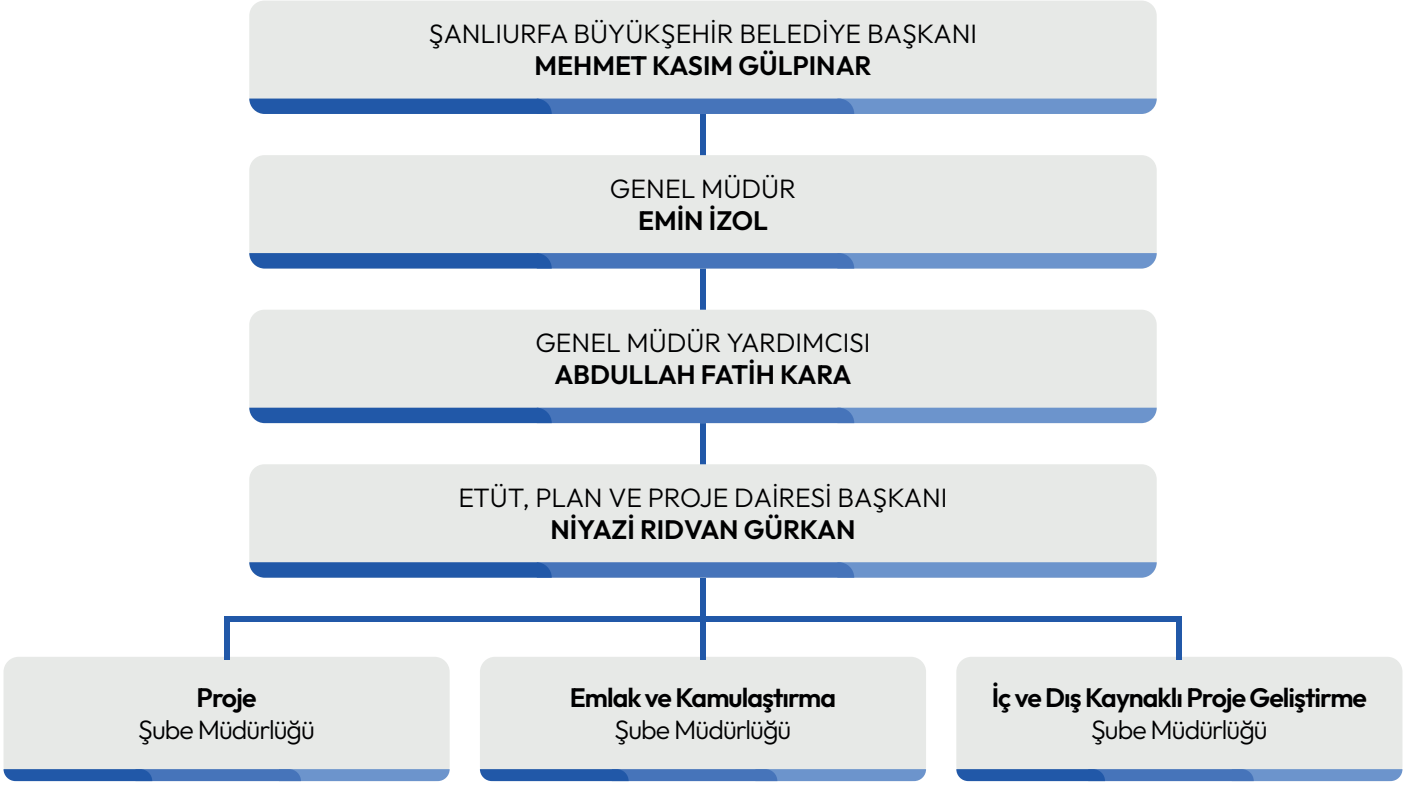 ŞANLIURFA BÜYÜKŞEHİR BELEDİYE BAŞKANI
MEHMET KASIM GÜLPINAR
GENEL MÜDÜR
EMİN İZOL
GENEL MÜDÜR YARDIMCISI
ABDULLAH FATİH KARA
ETÜT, PLAN VE PROJE DAİRESİ BAŞKANI
NİYAZİ RIDVAN GÜRKAN
Proje
Şube Müdürlüğü
Emlak ve Kamulaştırma
Şube Müdürlüğü
İç ve Dış Kaynaklı Proje Geliştirme
Şube Müdürlüğü